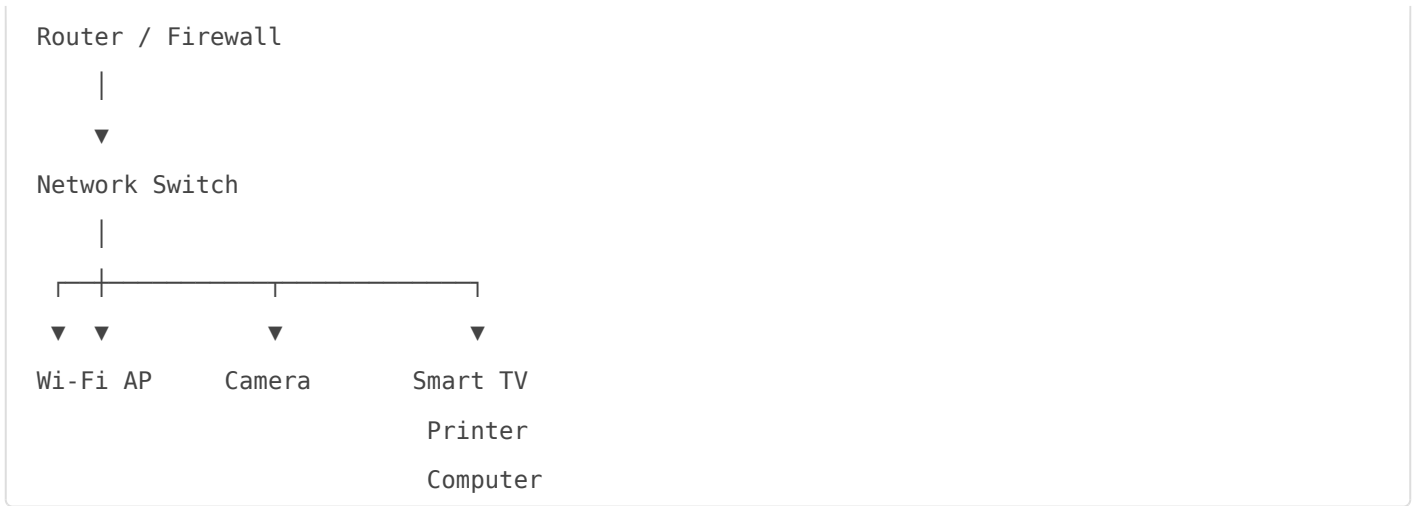 Router / Firewall
Network Switch
Wi-Fi AP Camera Smart TV
Printer
Computer